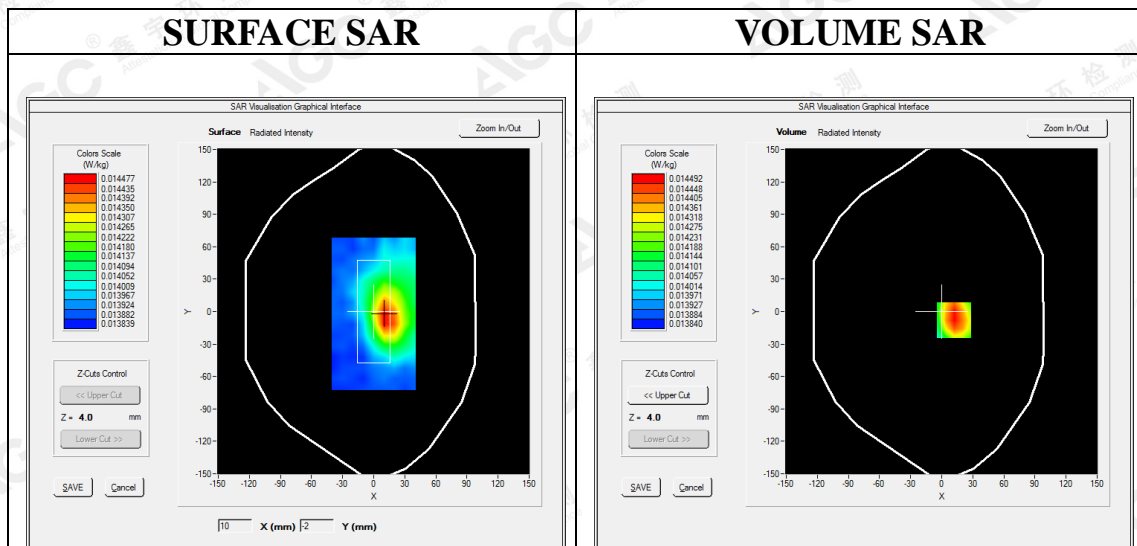 SURFACE SAR
VOLUME SAR
SAR Visualisation Graphical Interface
Surface Radiated Intensity
Zoom In/Out
Colors Scale
(W/kg)
0.014477
0.014435
0.014392
0.014350
0.014307
0.014265
0.014222
0.014180
0.014137
0.014094
0.014052
0.014009
0.013967
0.013924
0.013882
0.013839
Z-Cuts Control
<< Upper Cut
Z = 4.0 mm
Lower Cut >>
SAVE Cancel
150
120
90
60
30
0
-30
-60
-90
-120
-150
Y
-150 -120 -90 -60 -30 0 30 60 90 120 150
X
10 X (mm) -2 Y (mm)
SAR Visualisation Graphical Interface
Volume Radiated Intensity
Zoom In/Out
Colors Scale
(W/kg)
0.014492
0.014448
0.014405
0.014361
0.014318
0.014275
0.014231
0.014188
0.014144
0.014101
0.014057
0.014014
0.013971
0.013927
0.013884
0.013840
Z-Cuts Control
<< Upper Cut
Z = 4.0 mm
Lower Cut >>
SAVE Cancel
150
120
90
60
30
0
-30
-60
-90
-120
-150
Y
-150 -120 -90 -60 -30 0 30 60 90 120 150
X